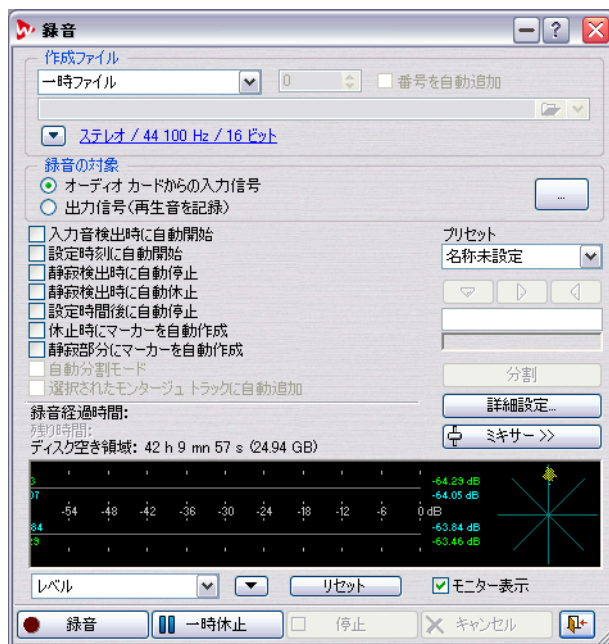 録音
作成ファイル
一時ファイル
0
番号を自動追加
ステレオ / 44 100 Hz / 16 ビット
録音の対象
オーディオ カードからの入力信号
出力信号(再生音を記録)
...
入力音検出時に自動開始
設定時刻に自動開始
静寂検出時に自動停止
静寂検出時に自動休止
設定時間後に自動停止
休止時にマーカーを自動作成
静寂部分にマーカーを自動作成
自動分割モード
選択されたモンタージュ トラックに自動追加
プリセット
名称未設定
分割
詳細設定...
ミキサー >>
録音経過時間:
残り時間:
ディスク空き領域: 42 h 9 mn 57 s (24.94 GB)
-64.29 dB
-64.05 dB
-54 -48 -42 -36 -30 -24 -18 -12 -6 0 dB
-63.84 dB
-63.46 dB
レベル
リセット
モニター表示
録音
一時休止
停止
キャンセル